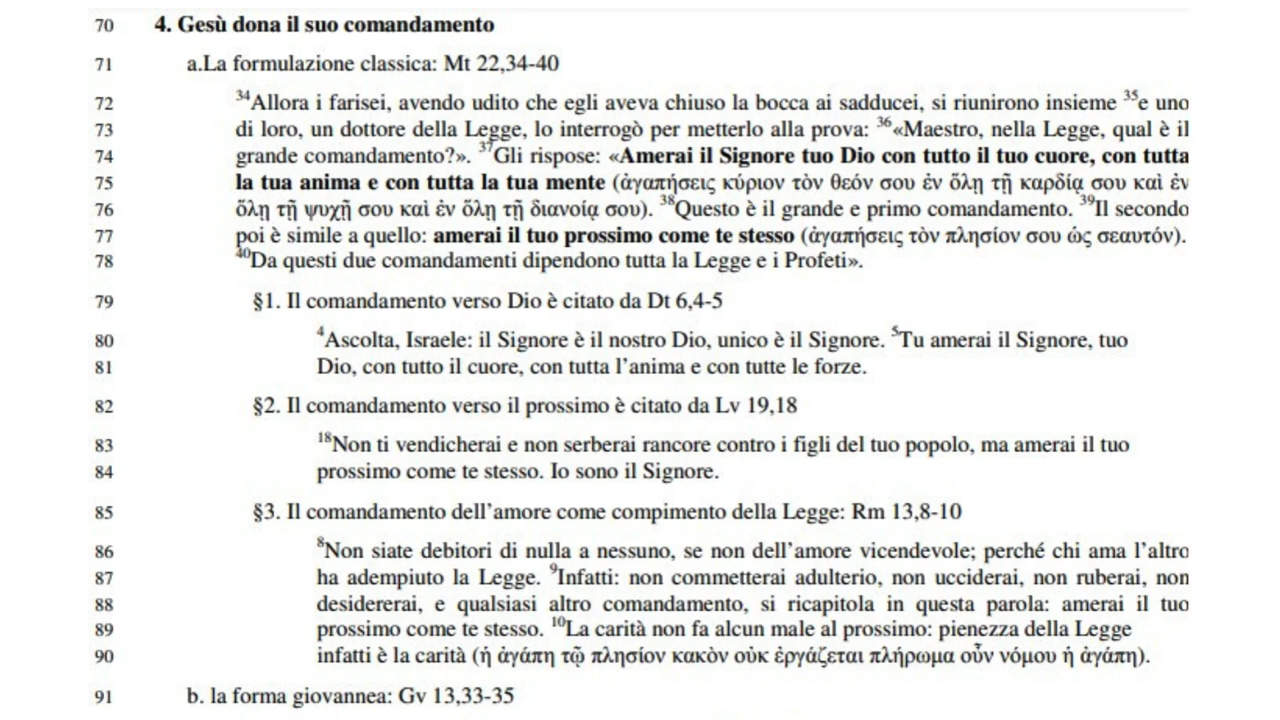 70 4. Gesù dona il suo comandamento
71 a.La formulazione classica: Mt 22,34-40
72 34Allora i farisei, avendo udito che egli aveva chiuso la bocca ai sadducei, si riunirono insieme 35e uno
73 di loro, un dottore della Legge, lo interrogò per metterlo alla prova: 36«Maestro, nella Legge, qual è il
74 grande comandamento?». 37Gli rispose: «Amerai il Signore tuo Dio con tutto il tuo cuore, con tutta
75 la tua anima e con tutta la tua mente (ἀγαπήσεις κύριον τὸν θεόν σου ἐν ὅλῃ τῇ καρδίᾳ σου καὶ ἐν
76 ὅλῃ τῇ ψυχῇ σου καὶ ἐν ὅλῃ τῇ διανοίᾳ σου). 38Questo è il grande e primo comandamento. 39Il secondo
77 poi è simile a quello: amerai il tuo prossimo come te stesso (ἀγαπήσεις τὸν πλησίον σου ὡς σεαυτόν).
78 40Da questi due comandamenti dipendono tutta la Legge e i Profeti».
79 §1. Il comandamento verso Dio è citato da Dt 6,4-5
80 4Ascolta, Israele: il Signore è il nostro Dio, unico è il Signore. 5Tu amerai il Signore, tuo
81 Dio, con tutto il cuore, con tutta l’anima e con tutte le forze.
82 §2. Il comandamento verso il prossimo è citato da Lv 19,18
83 18Non ti vendicherai e non serberai rancore contro i figli del tuo popolo, ma amerai il tuo
84 prossimo come te stesso. Io sono il Signore.
85 §3. Il comandamento dell’amore come compimento della Legge: Rm 13,8-10
86 8Non siate debitori di nulla a nessuno, se non dell’amore vicendevole; perché chi ama l’altro
87 ha adempiuto la Legge. 9Infatti: non commetterai adulterio, non ucciderai, non ruberai, non
88 desidererai, e qualsiasi altro comandamento, si ricapitola in questa parola: amerai il tuo
89 prossimo come te stesso. 10La carità non fa alcun male al prossimo: pienezza della Legge
90 infatti è la carità (ἡ ἀγάπη τῷ πλησίον κακὸν οὐκ ἐργάζεται πλήρωμα οὖν νόμου ἡ ἀγάπη).
91 b. la forma giovannea: Gv 13,33-35